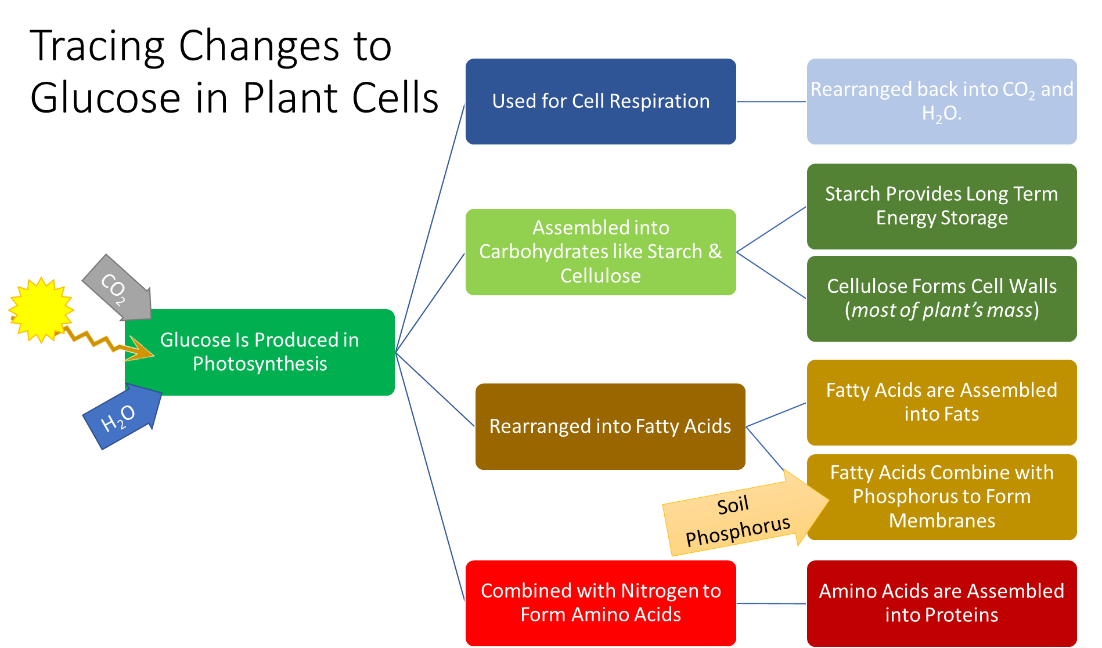 Tracing Changes to
Glucose in Plant Cells
CO₂
H₂O
Glucose Is Produced in
Photosynthesis
Used for Cell Respiration
Rearranged back into CO₂ and
H₂O.
Assembled into
Carbohydrates like Starch &
Cellulose
Starch Provides Long Term
Energy Storage
Cellulose Forms Cell Walls
(most of plant's mass)
Rearranged into Fatty Acids
Fatty Acids are Assembled
into Fats
Soil
Phosphorus
Fatty Acids Combine with
Phosphorus to Form
Membranes
Combined with Nitrogen to
Form Amino Acids
Amino Acids are Assembled
into Proteins